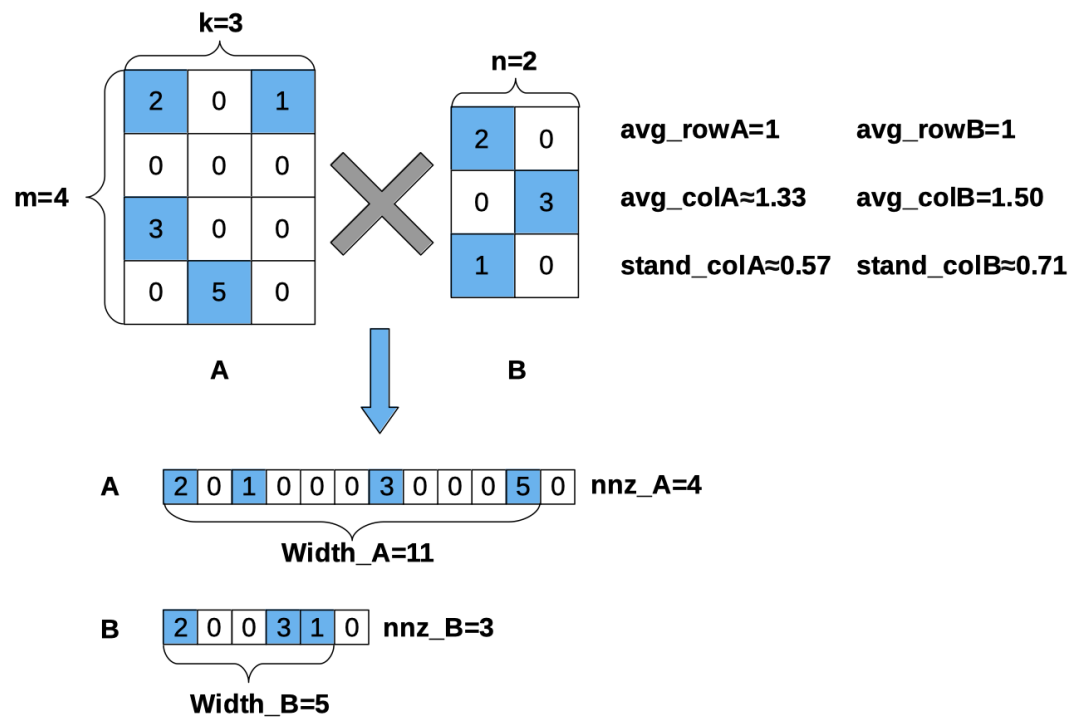 k=3
n=2
m=4
2 0 1
0 0 0
3 0 0
0 5 0
2 0
0 3
1 0
avg_rowA=1 avg_rowB=1
avg_colA≈1.33 avg_colB=1.50
stand_colA≈0.57 stand_colB≈0.71
A B
A 2 0 1 0 0 0 3 0 0 0 5 0 nnz_A=4
Width_A=11
B 2 0 0 3 1 0 nnz_B=3
Width_B=5